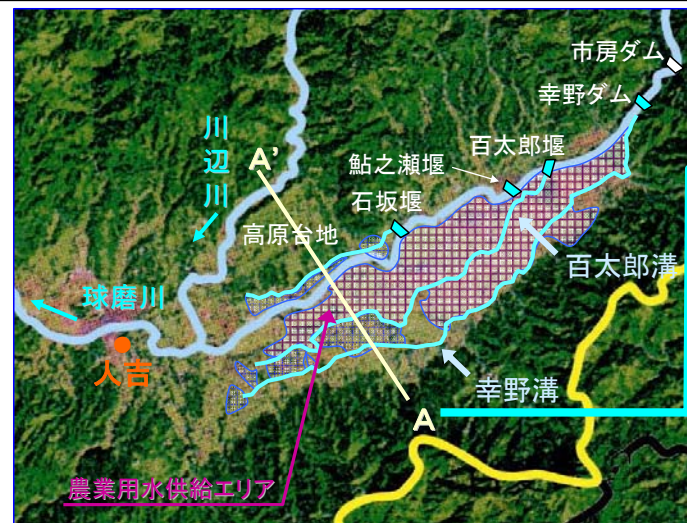 市房ダム
幸野ダム
百太郎堰
鮎之瀬堰
石坂堰
川辺川
A'
高原台地
百太郎溝
球磨川
人吉
幸野溝
A
農業用水供給エリア